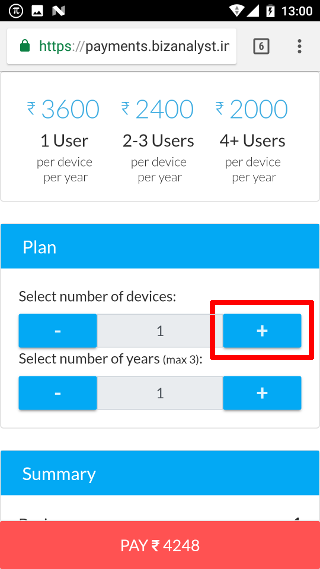 13:00
https://payments.bizanalyst.in
6
₹ 3600 ₹ 2400 ₹ 2000
1 User 2-3 Users 4+ Users
per device per device per device
per year per year per year
Plan
Select number of devices:
- 1 +
Select number of years (max 3):
- 1 +
Summary
PAY ₹ 4248